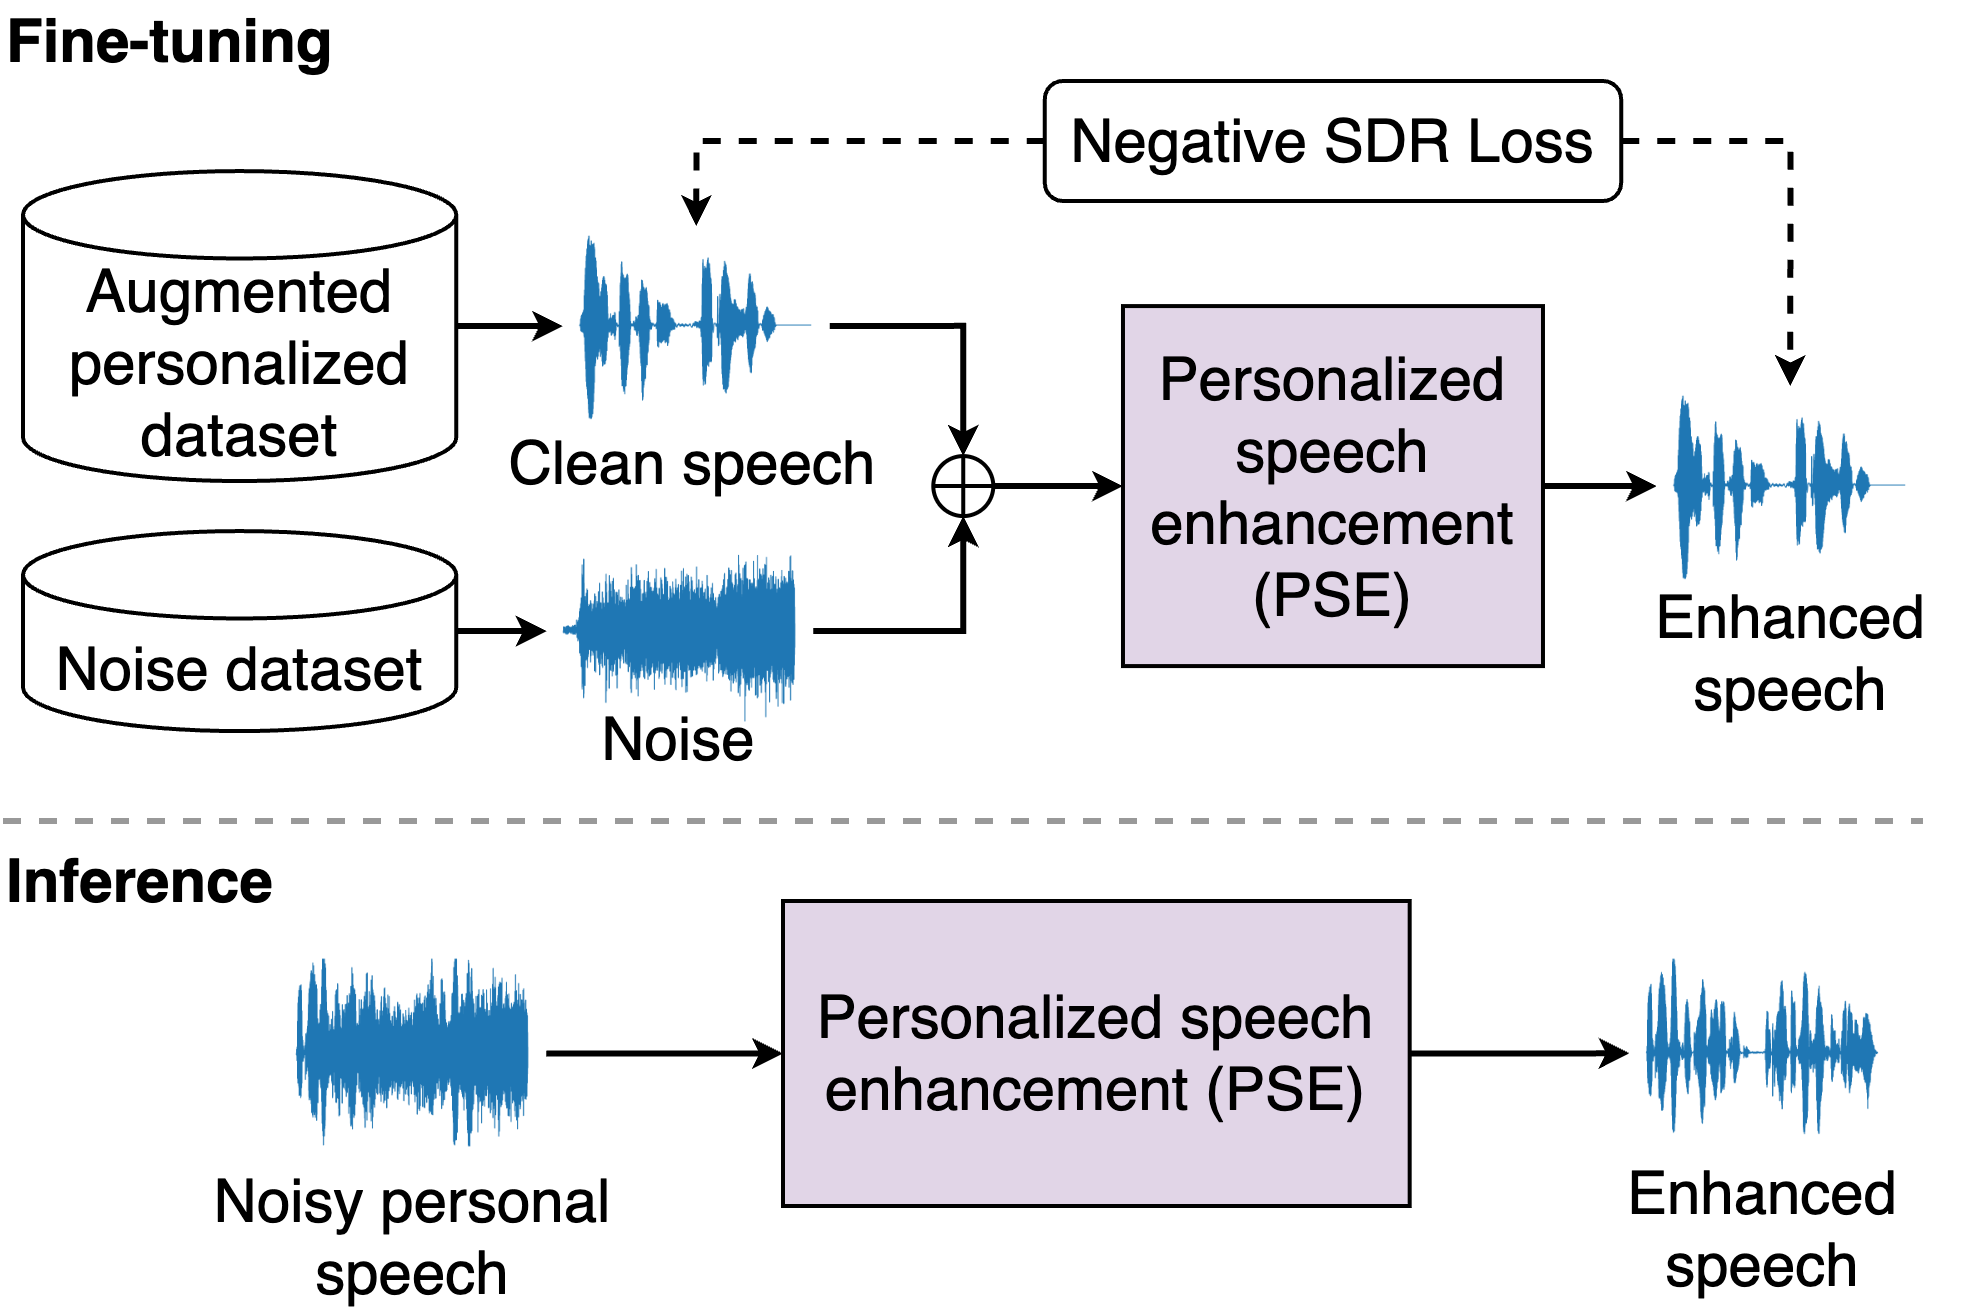 Fine-tuning
Negative SDR Loss
Augmented
personalized
dataset
Clean speech
Noise dataset
Noise
Personalized
speech
enhancement
(PSE)
Enhanced
speech
Inference
Noisy personal
speech
Personalized speech
enhancement (PSE)
Enhanced
speech